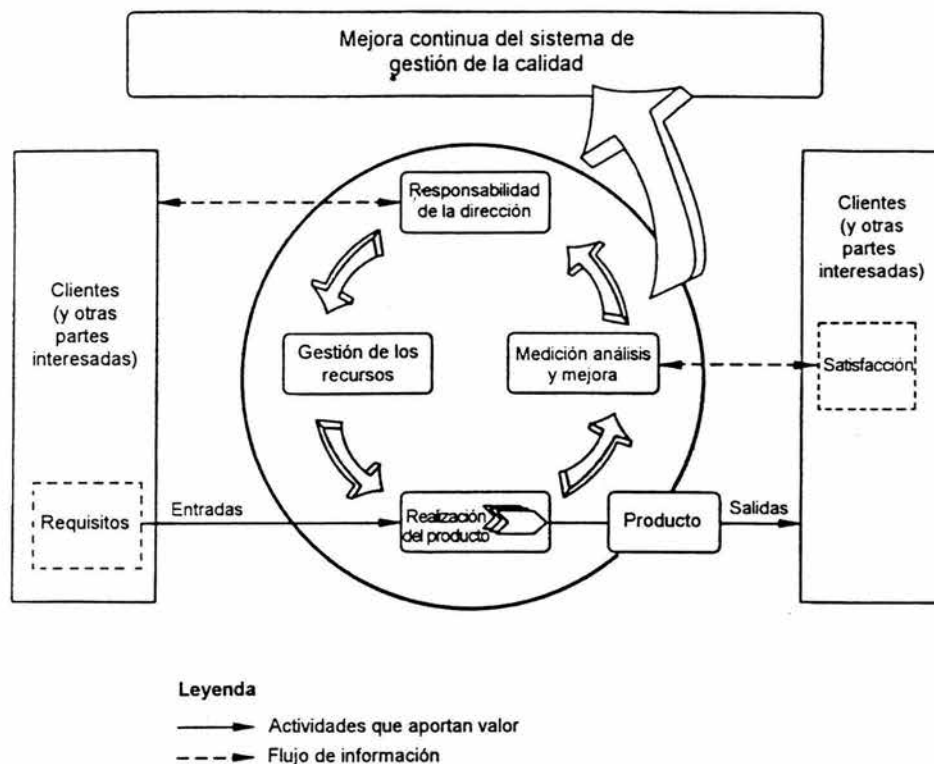 Mejora continua del sistema de
gestión de la calidad
Responsabilidad
de la dirección
Clientes
(y otras
partes
interesadas)
Clientes
(y otras
partes
interesadas)
Gestión de los
recursos
Medición análisis
y mejora
Satisfacción
Requisitos
Entradas
Realización
del producto
Producto
Salidas
Leyenda
Actividades que aportan valor
Flujo de información